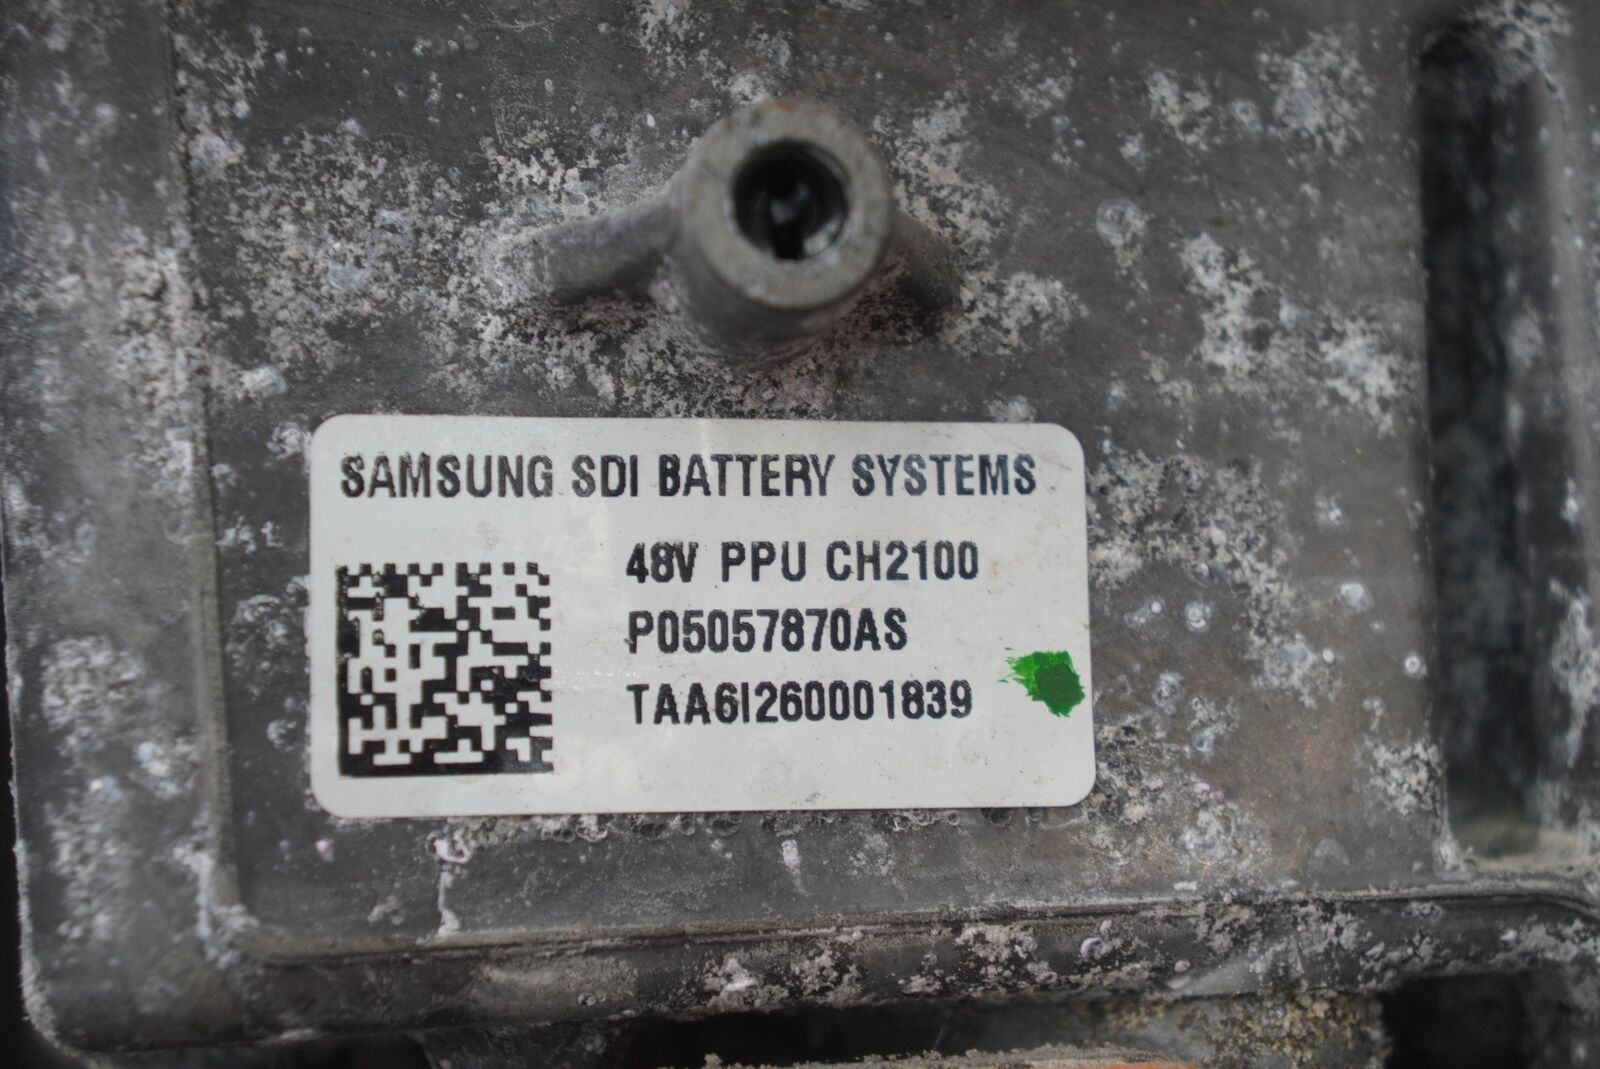 SAMSUNG SDI BATTERY SYSTEMS
48V PPU CH2100
P05057870AS
TAA6I260001839